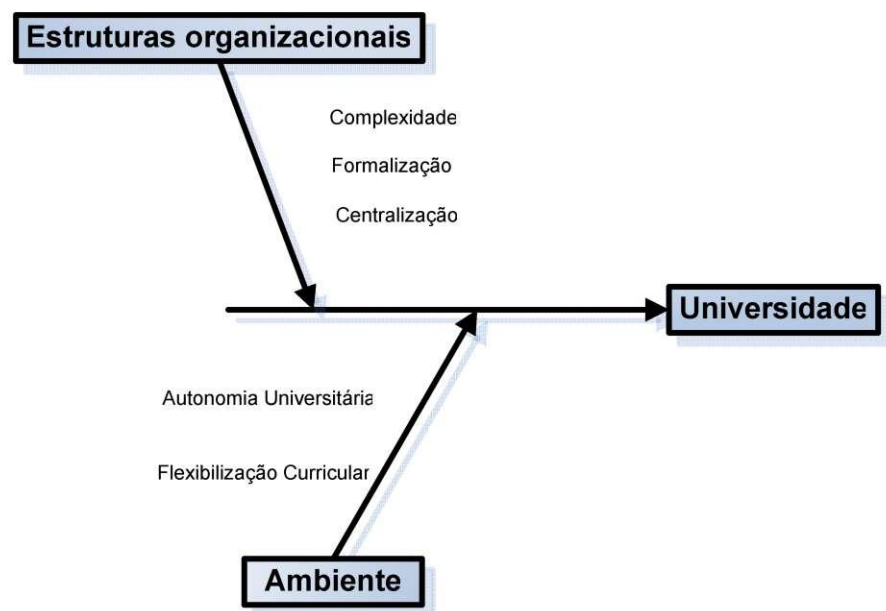 Estruturas organizacionais
Complexidade
Formalização
Centralização
Universidade
Autonomia Universitária
Flexibilização Curricular
Ambiente